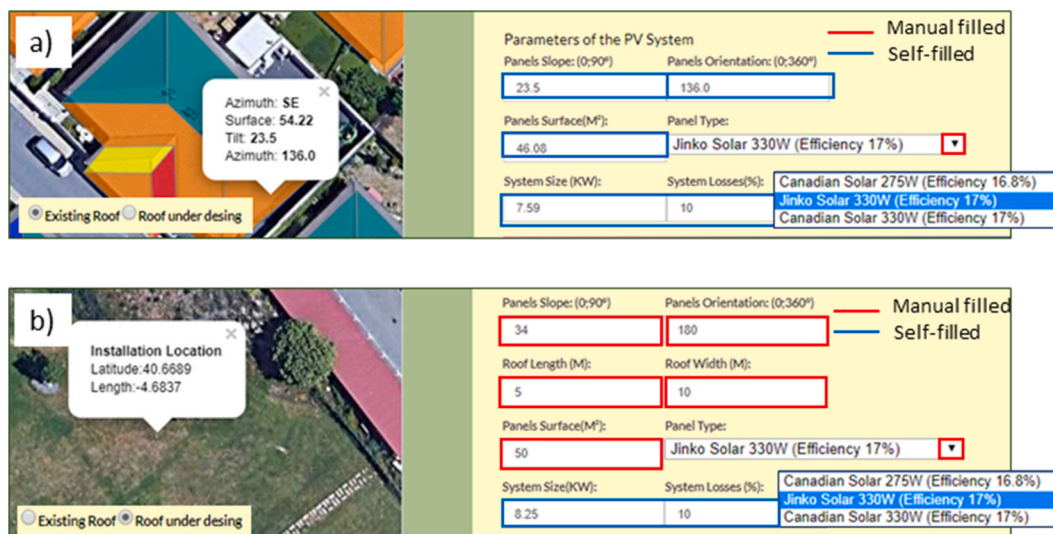 a)
Azimuth: SE
Surface: 54.22
Tilt: 23.5
Azimuth: 136.0
Existing Roof Roof under desing
Parameters of the PV System
Manual filled
Self-filled
Panels Slope: (0;90º) Panels Orientation: (0;360º)
23.5 136.0
Panels Surface(M²): Panel Type:
46.08 Jinko Solar 330W (Efficiency 17%)
System Size (KW): System Losses(%):
7.59 10
Canadian Solar 275W (Efficiency 16.8%)
Jinko Solar 330W (Efficiency 17%)
Canadian Solar 330W (Efficiency 17%)
b)
Installation Location
Latitude:40.6689
Length:-4.6837
Existing Roof Roof under desing
Panels Slope: (0;90º) Panels Orientation: (0;360º)
Manual filled
Self-filled
34 180
Roof Length (M): Roof Width (M):
5 10
Panels Surface(M²): Panel Type:
50 Jinko Solar 330W (Efficiency 17%)
System Size(KW): System Losses (%):
8.25 10
Canadian Solar 275W (Efficiency 16.8%)
Jinko Solar 330W (Efficiency 17%)
Canadian Solar 330W (Efficiency 17%)